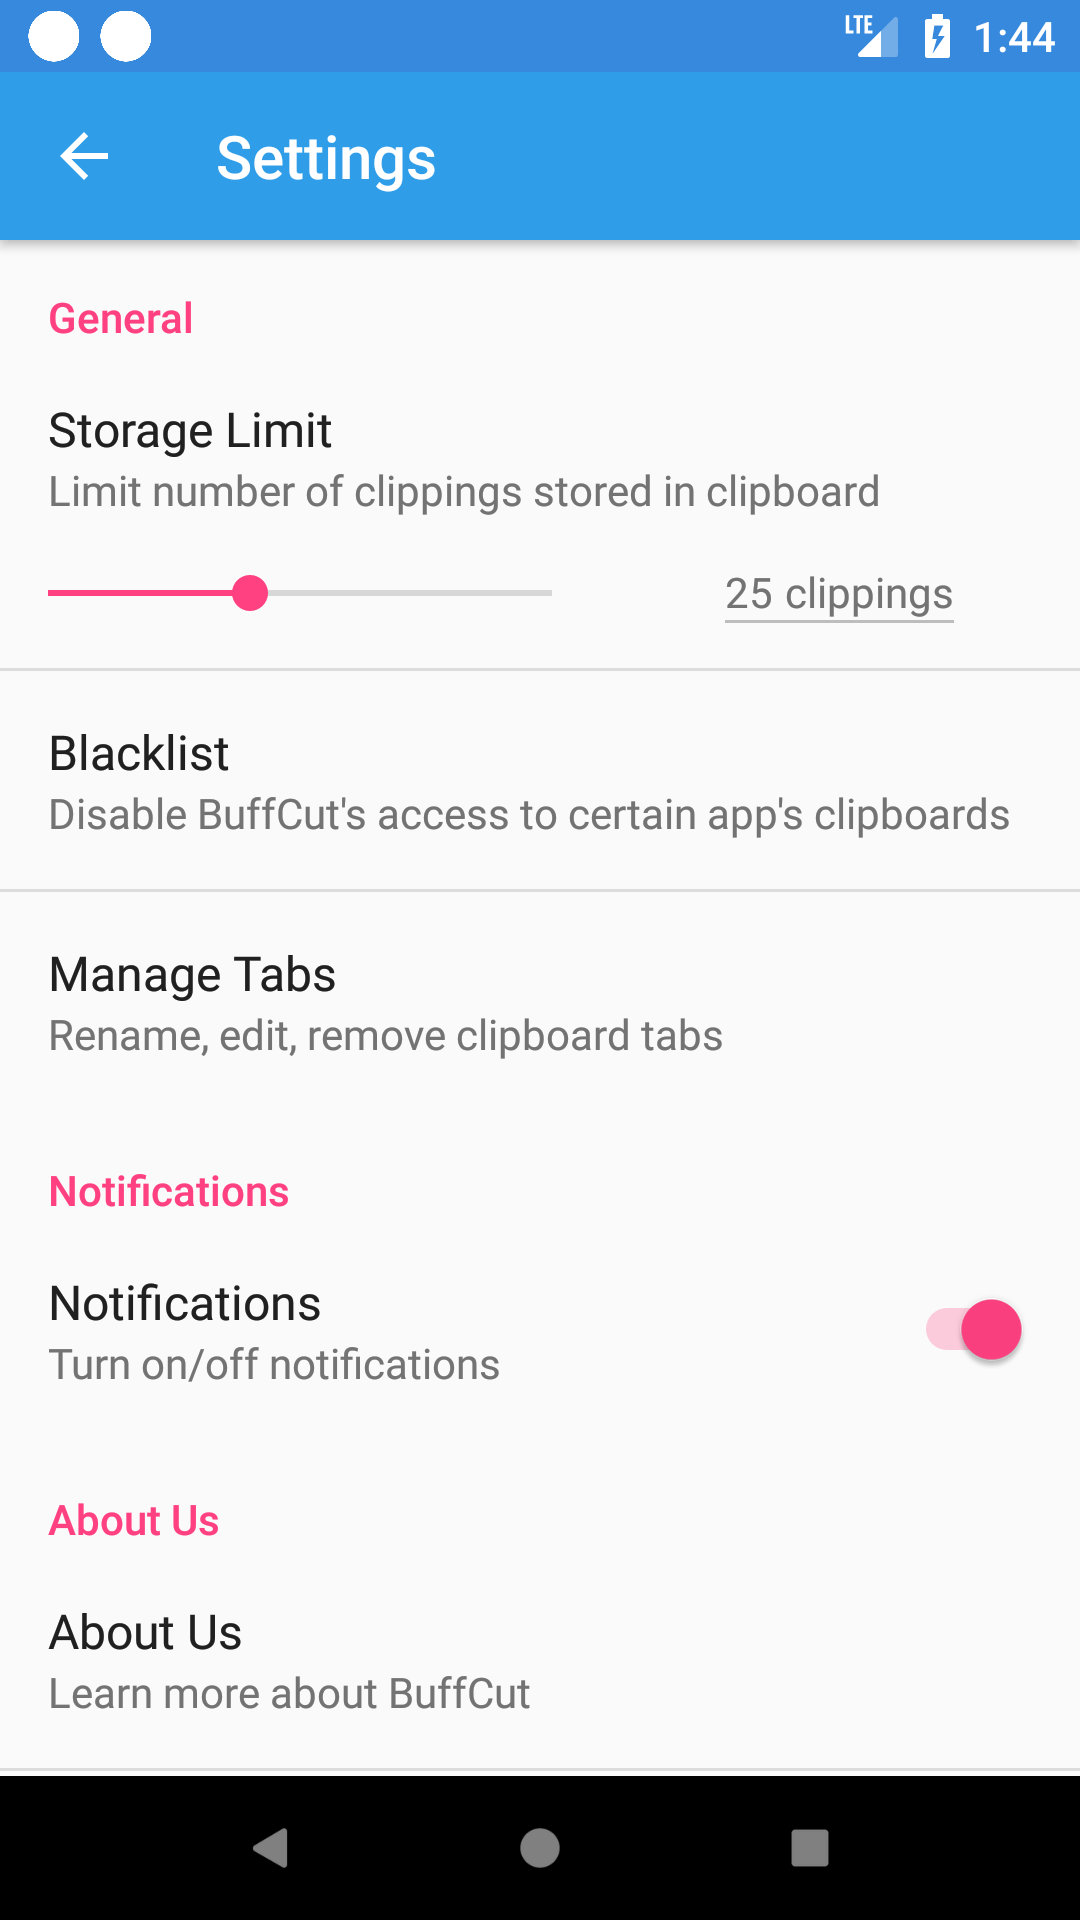 LTE 1:44
Settings
General
Storage Limit
Limit number of clippings stored in clipboard
25 clippings
Blacklist
Disable BuffCut's access to certain app's clipboards
Manage Tabs
Rename, edit, remove clipboard tabs
Notifications
Notifications
Turn on/off notifications
About Us
About Us
Learn more about BuffCut